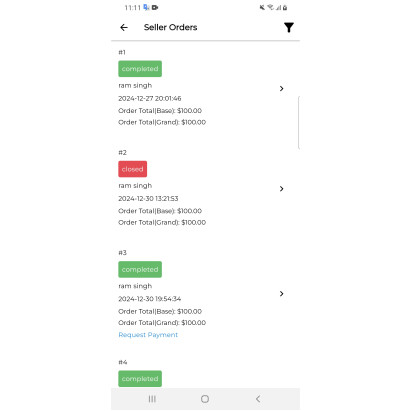 11:11
Seller Orders
#1
completed
ram singh
2024-12-27 20:01:46
Order Total(Base): $100.00
Order Total(Grand): $100.00
#2
closed
ram singh
2024-12-30 13:21:53
Order Total(Base): $100.00
Order Total(Grand): $100.00
#3
completed
ram singh
2024-12-30 19:54:34
Order Total(Base): $100.00
Order Total(Grand): $100.00
Request Payment
#4
completed